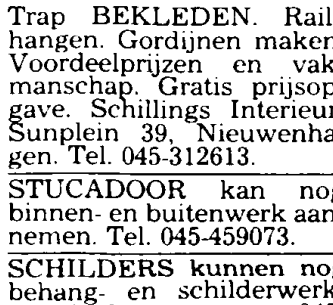 Trap BEKLEDEN. Rail
hangen. Gordijnen maken
Voordeelprijzen en vak
manschap. Gratis prijsop
gave. Schillings Interieur
Sunplein 39, Nieuwenha
gen. Tel. 045-312613.
STUCADOOR kan nog
binnen- en buitenwerk aan
nemen. Tel. 045-459073.
SCHILDERS kunnen nog
behang- en schilderwerk